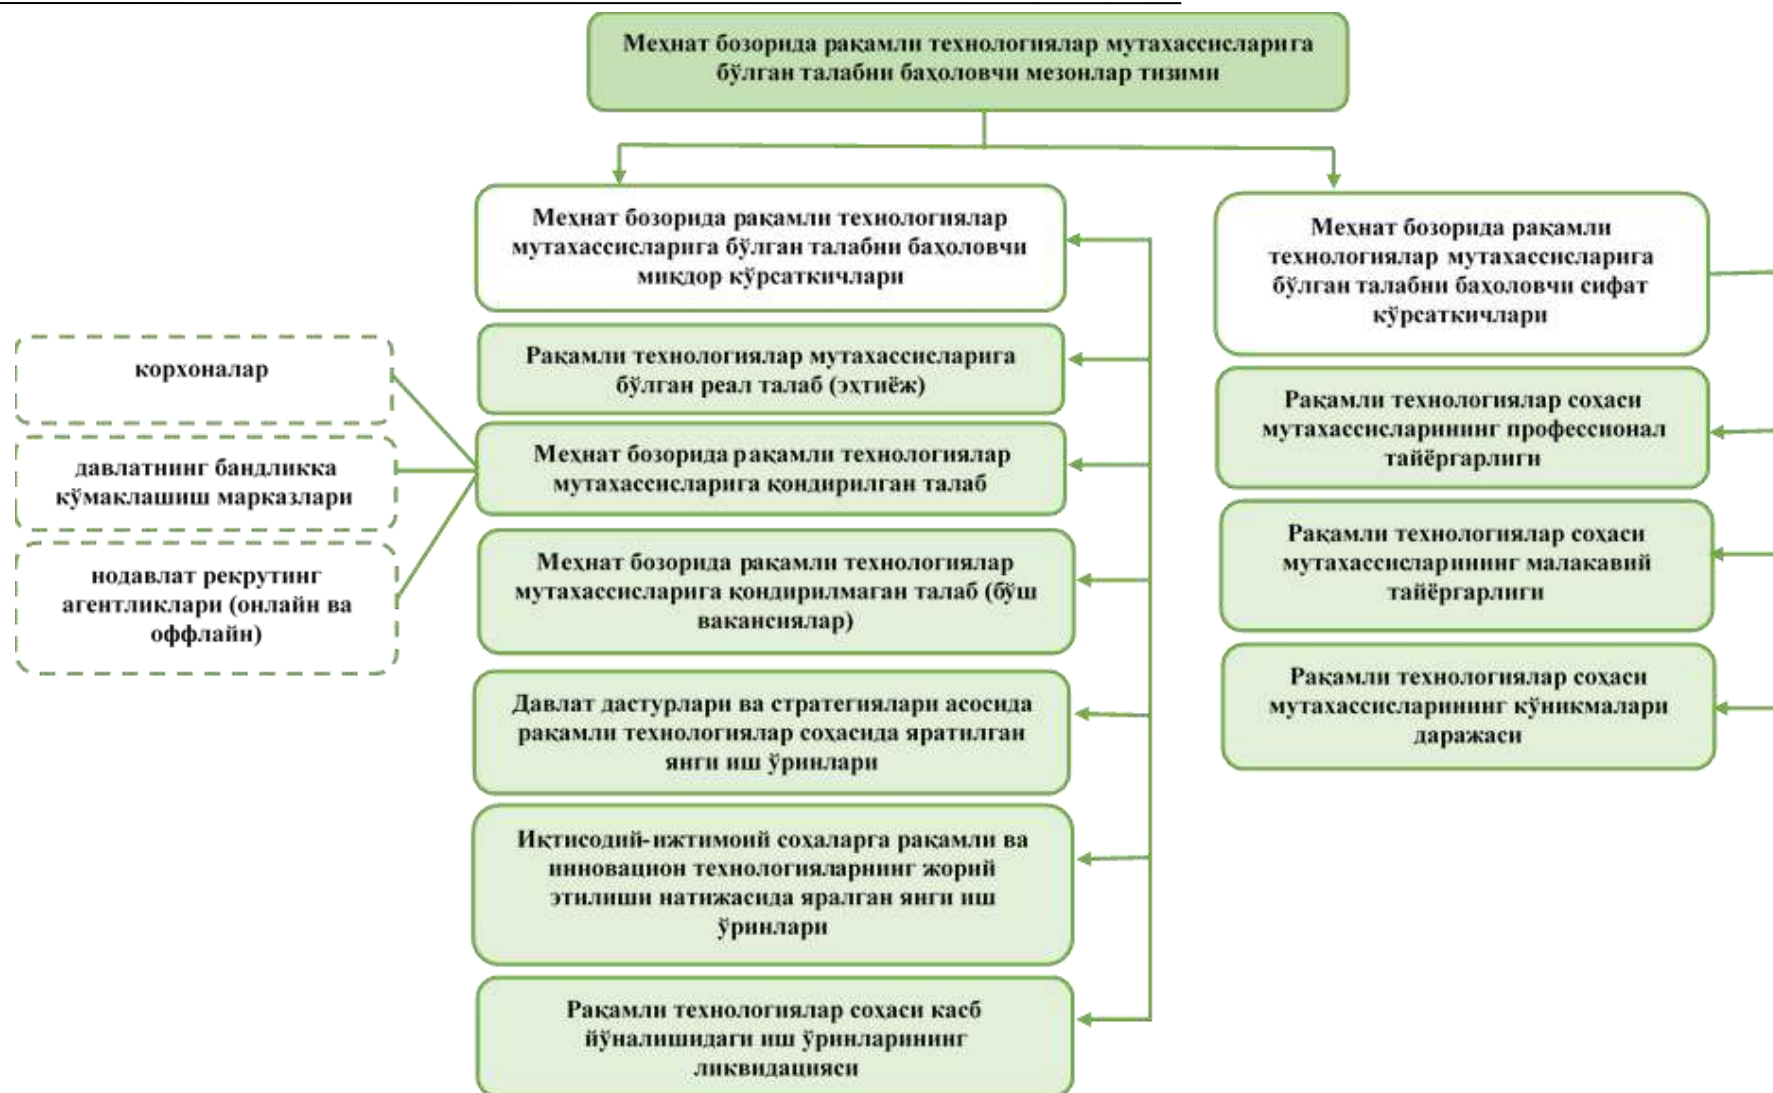 Меҳнат бозорида рақамли технологиялар мутахассисларига
бўлган талабни баҳоловчи мезонлар тизими
Меҳнат бозорида рақамли технологиялар
мутахассисларига бўлган талабни баҳоловчи
миқдор кўрсаткичлари
Рақамли технологиялар мутахассисларига
бўлган реал талаб (эҳтиёж)
Меҳнат бозорида рақамли технологиялар
мутахассисларига қондирилган талаб
корхоналар
давлатнинг бандликка
кўмаклашиш марказлари
нодавлат рекрутинг
агентликлари (онлайн ва
оффлайн)
Меҳнат бозорида рақамли технологиялар
мутахассисларига қондирилмаган талаб (бўш
вакансиялар)
Давлат дастурлари ва стратегиялари асосида
рақамли технологиялар соҳасида яратилган
янги иш ўринлари
Иқтисодий-ижтимоий соҳаларга рақамли ва
инновацион технологияларнинг жорий
этилиши натижасида яралган янги иш
ўринлари
Рақамли технологиялар соҳаси касб
йўналишидаги иш ўринларининг
ликвидацияси
Меҳнат бозорида рақамли
технологиялар мутахассисларига
бўлган талабни баҳоловчи сифат
кўрсаткичлари
Рақамли технологиялар соҳаси
мутахассисларининг профессионал
тайёргарлиги
Рақамли технологиялар соҳаси
мутахассисларининг малакавий
тайёргарлиги
Рақамли технологиялар соҳаси
мутахассисларининг кўникмалари
даражаси